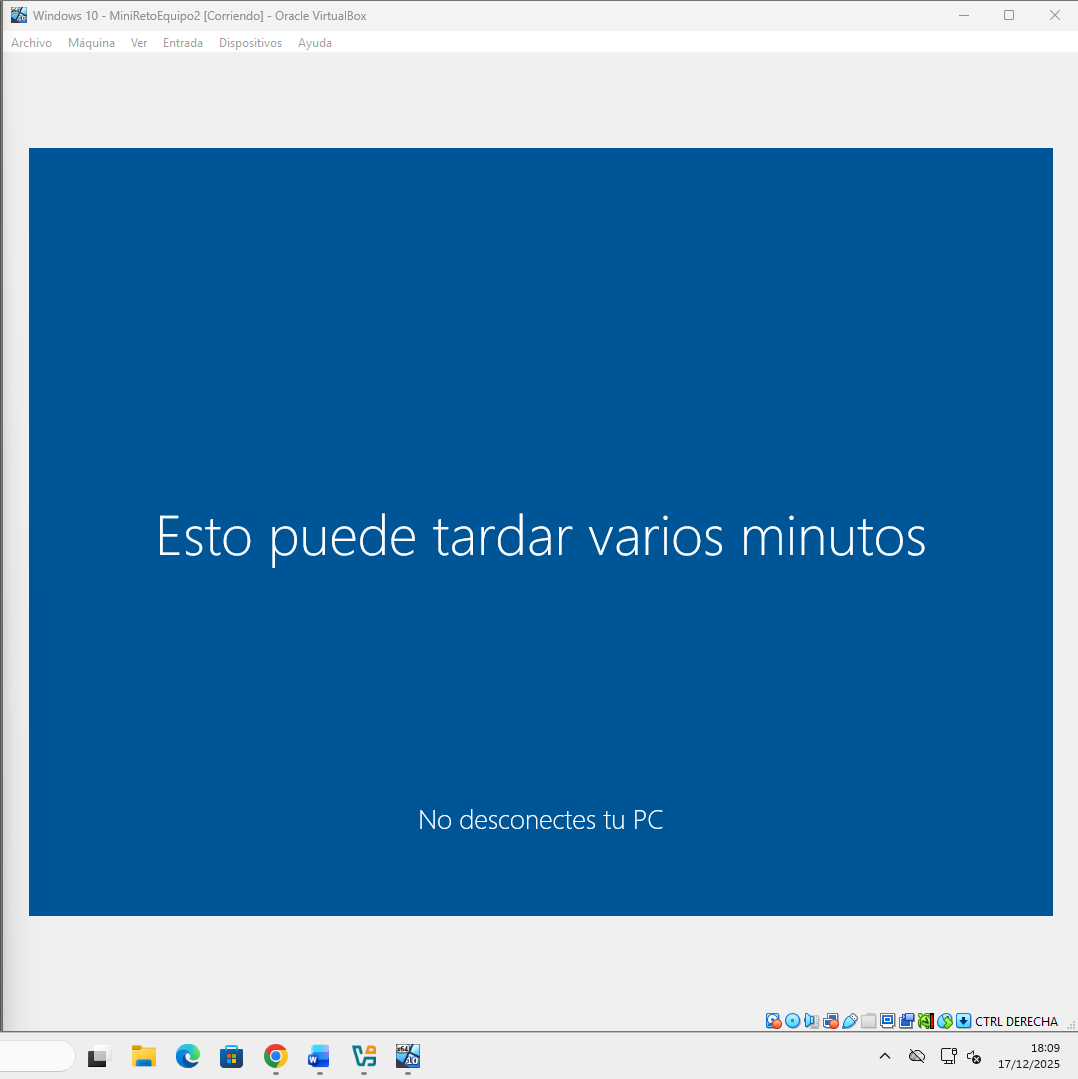 Windows 10 - MiniRetoEquipo2 [Corriendo] - Oracle VirtualBox
Archivo Máquina Ver Entrada Dispositivos Ayuda
Esto puede tardar varios minutos
No desconectes tu PC
CTRL DERECHA
18:09
17/12/2025